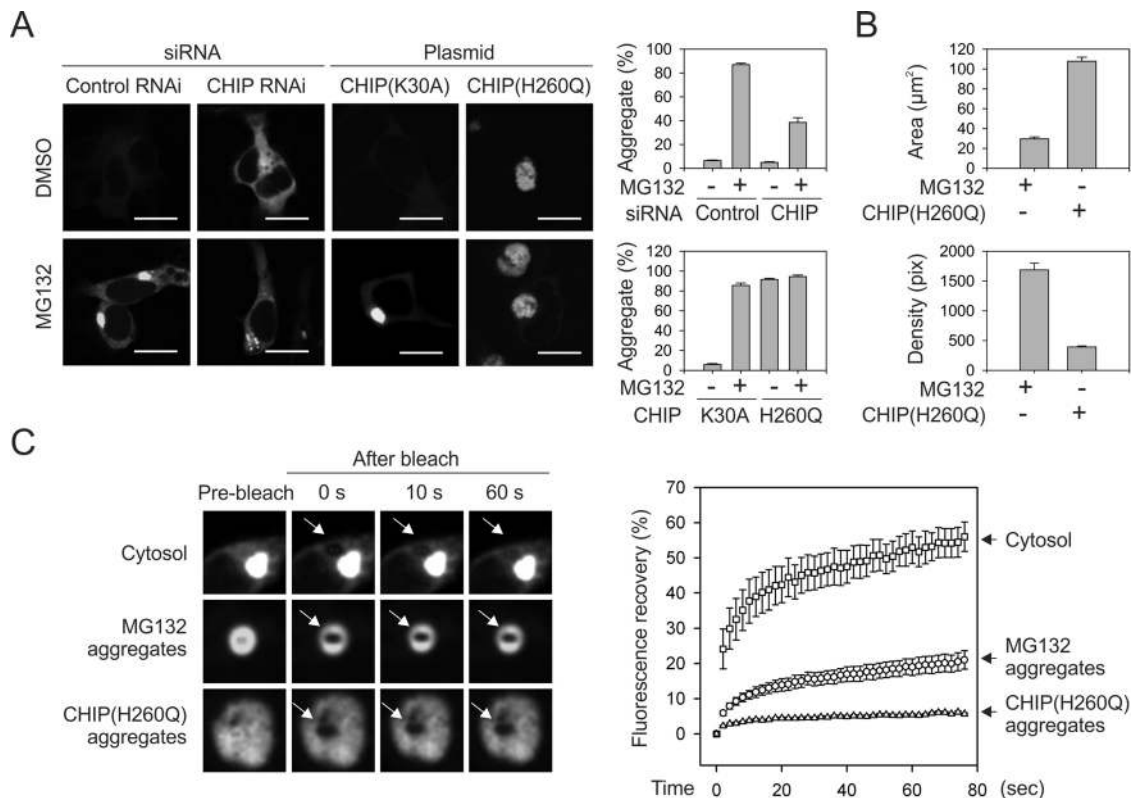 A
siRNA Plasmid
Control RNAi CHIP RNAi CHIP(K30A) CHIP(H260Q)
DMSO
MG132
100
80
60
40
20
0
Aggregate (%)
MG132 - + - +
siRNA Control CHIP
100
80
60
40
20
0
Aggregate (%)
MG132 - + - +
CHIP K30A H260Q
B
120
100
80
60
40
20
0
Area (µm²)
MG132 + -
CHIP(H260Q) - +
2000
1500
1000
500
0
Density (pix)
MG132 + -
CHIP(H260Q) - +
C
After bleach
Pre-bleach 0 s 10 s 60 s
Cytosol
MG132
aggregates
CHIP(H260Q)
aggregates
70
60
50
40
30
20
10
0
Fluorescence recovery (%)
Cytosol
MG132
aggregates
CHIP(H260Q)
aggregates
Time 0 20 40 60 80 (sec)